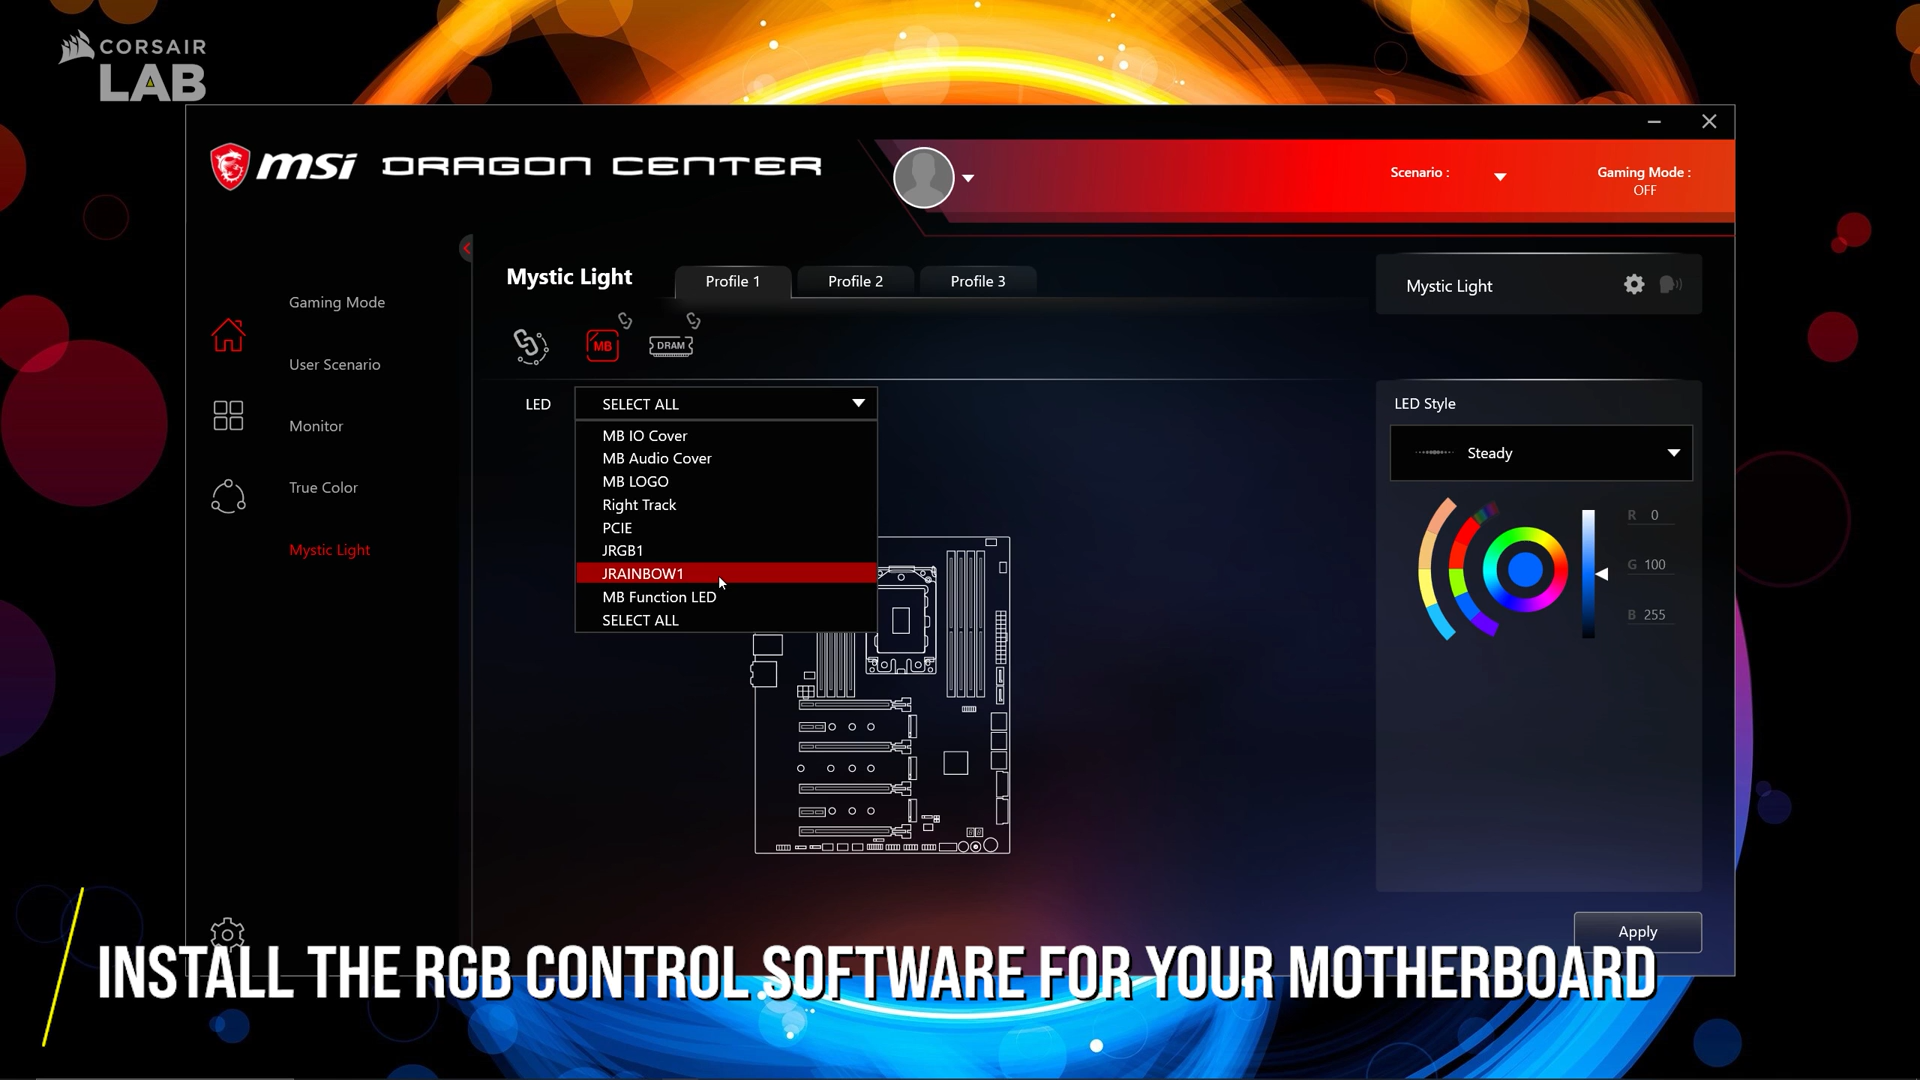 CORSAIR
LAB
msi DRAGON CENTER
Scenario :
Gaming Mode :
OFF
Mystic Light
Profile 1
Profile 2
Profile 3
Mystic Light
Gaming Mode
User Scenario
Monitor
True Color
Mystic Light
MB
DRAM
LED
SELECT ALL
MB IO Cover
MB Audio Cover
MB LOGO
Right Track
PCIE
JRGB1
JRAINBOW1
MB Function LED
SELECT ALL
LED Style
Steady
R 0
G 100
B 255
Apply
INSTALL THE RGB CONTROL SOFTWARE FOR YOUR MOTHERBOARD